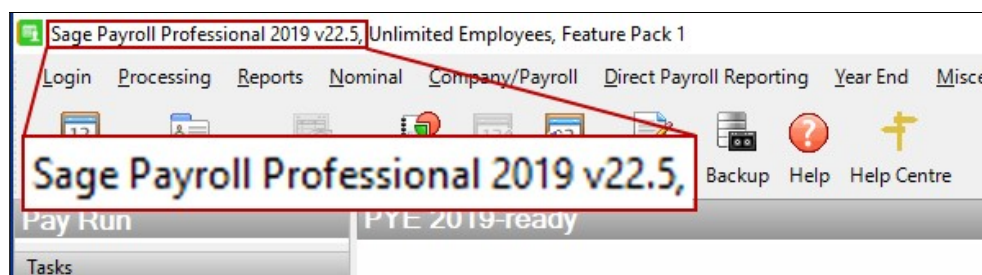 Sage Payroll Professional 2019 v22.5, Unlimited Employees, Feature Pack 1
Login Processing Reports Nominal Company/Payroll Direct Payroll Reporting Year End Misce
Sage Payroll Professional 2019 v22.5,
Backup Help Help Centre
Pay Run PYE 2019-ready
Tasks